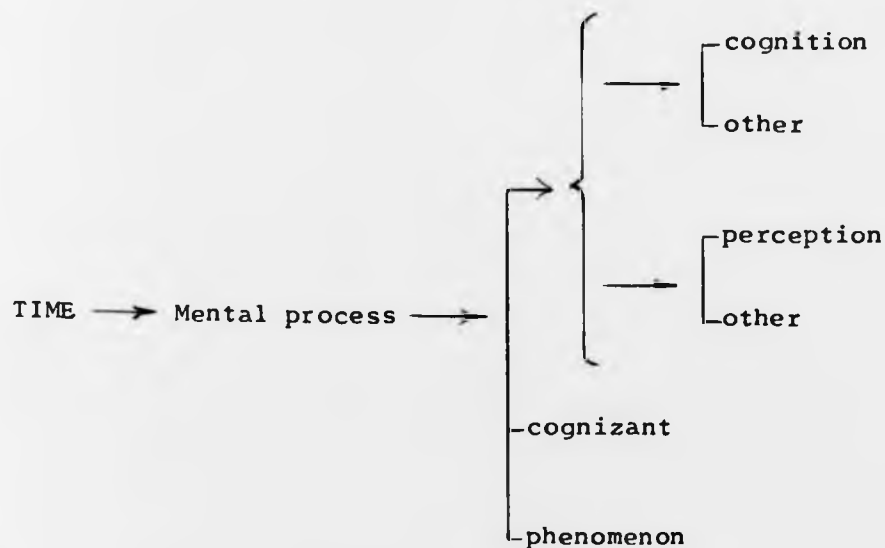 cognition
other
perception
TIME Mental process
other
cognizant
phenomenon